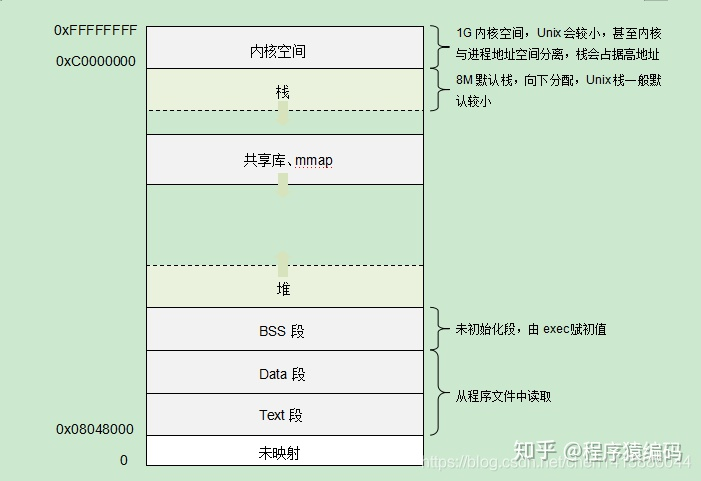 0xFFFFFFFF
0xC0000000
内核空间
1G 内核空间，Unix 会较小，甚至内核
与进程地址空间分离，栈会占据高地址
栈
8M 默认栈，向下分配，Unix 栈一般默
认较小
共享库、mmap
堆
BSS 段
未初始化段，由 exec赋初值
Data 段
从程序文件中读取
Text 段
0x08048000
未映射
0
知乎 @程序猿编码